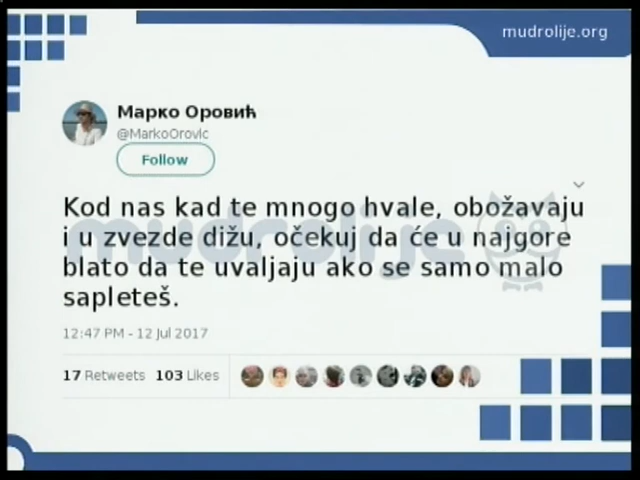 mudrolije.org
Марко Оровић
@MarkoOrovic
Follow
Kod nas kad te mnogo hvale, obožavaju
i u zvezde dižu, očekuj da će u najgore
blato da te uvaljaju ako se samo malo
sapleteš.
mudrolije
12:47 PM - 12 Jul 2017
17 Retweets 103 Likes